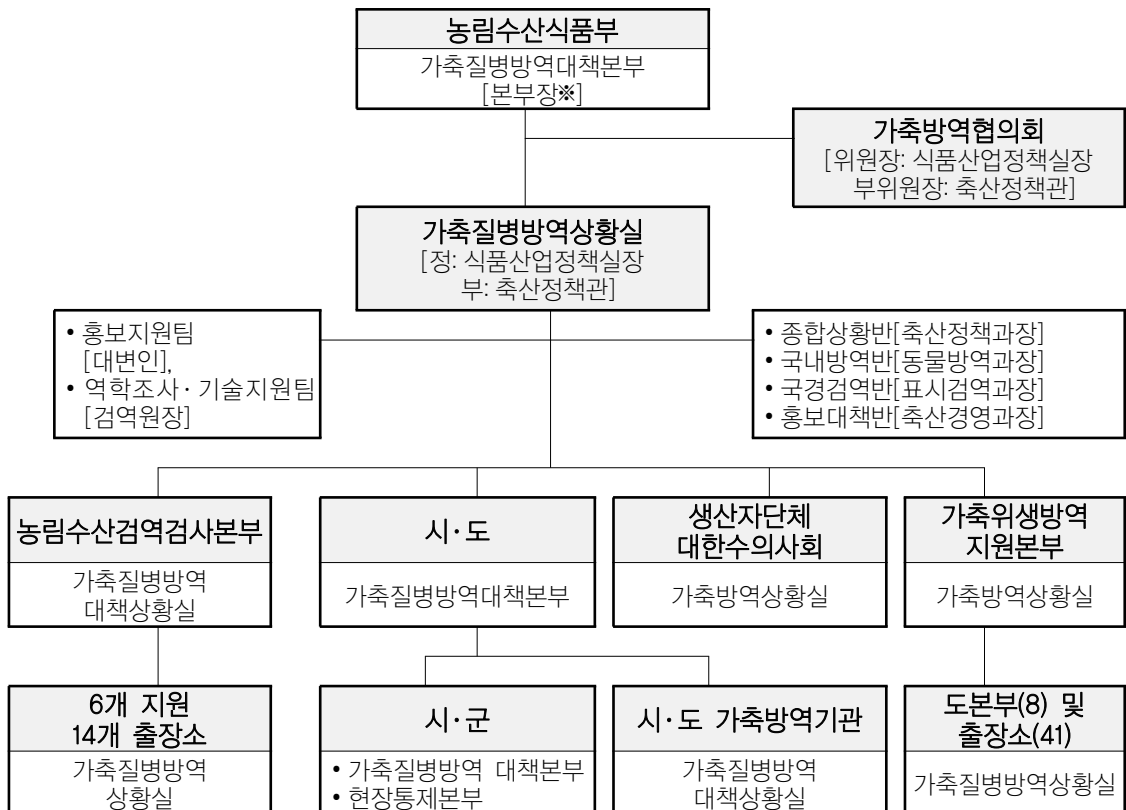 농림수산식품부
가축질병방역대책본부
[본부장※]
가축방역협의회
[위원장: 식품산업정책실장
부위원장: 축산정책관]
가축질병방역상황실
[정: 식품산업정책실장
부: 축산정책관]
• 홍보지원팀
[대변인],
• 역학조사·기술지원팀
[검역원장]
• 종합상황반[축산정책과장]
• 국내방역반[동물방역과장]
• 국경검역반[표시검역과장]
• 홍보대책반[축산경영과장]
농림수산검역검사본부
가축질병방역
대책상황실
시·도
가축질병방역대책본부
생산자단체
대한수의사회
가축방역상황실
가축위생방역
지원본부
가축방역상황실
6개 지원
14개 출장소
가축질병방역
상황실
시·군
• 가축질병방역 대책본부
• 현장통제본부
시·도 가축방역기관
가축질병방역
대책상황실
도본부(8) 및
출장소(41)
가축질병방역상황실